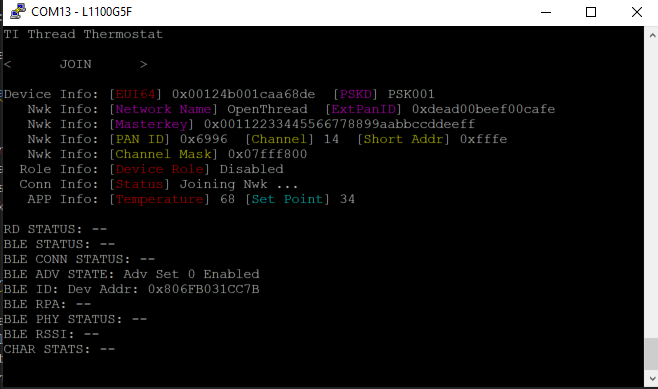 COM13 - L1100G5F
TI Thread Thermostat
< JOIN >
Device Info: [EUI64] 0x00124b001caa68de [PSKD] PSK001
Nwk Info: [Network Name] OpenThread [ExtPanID] 0xdead00beef00cafe
Nwk Info: [Masterkey] 0x00112233445566778899aabbccddeeff
Nwk Info: [PAN ID] 0x6996 [Channel] 14 [Short Addr] 0xfffe
Nwk Info: [Channel Mask] 0x07fff800
Role Info: [Device Role] Disabled
Conn Info: [Status] Joining Nwk ...
APP Info: [Temperature] 68 [Set Point] 34
RD STATUS: --
BLE STATUS: --
BLE CONN STATUS: --
BLE ADV STATE: Adv Set 0 Enabled
BLE ID: Dev Addr: 0x806FB031CC7B
BLE RPA: --
BLE PHY STATUS: --
BLE RSSI: --
CHAR STATS: --